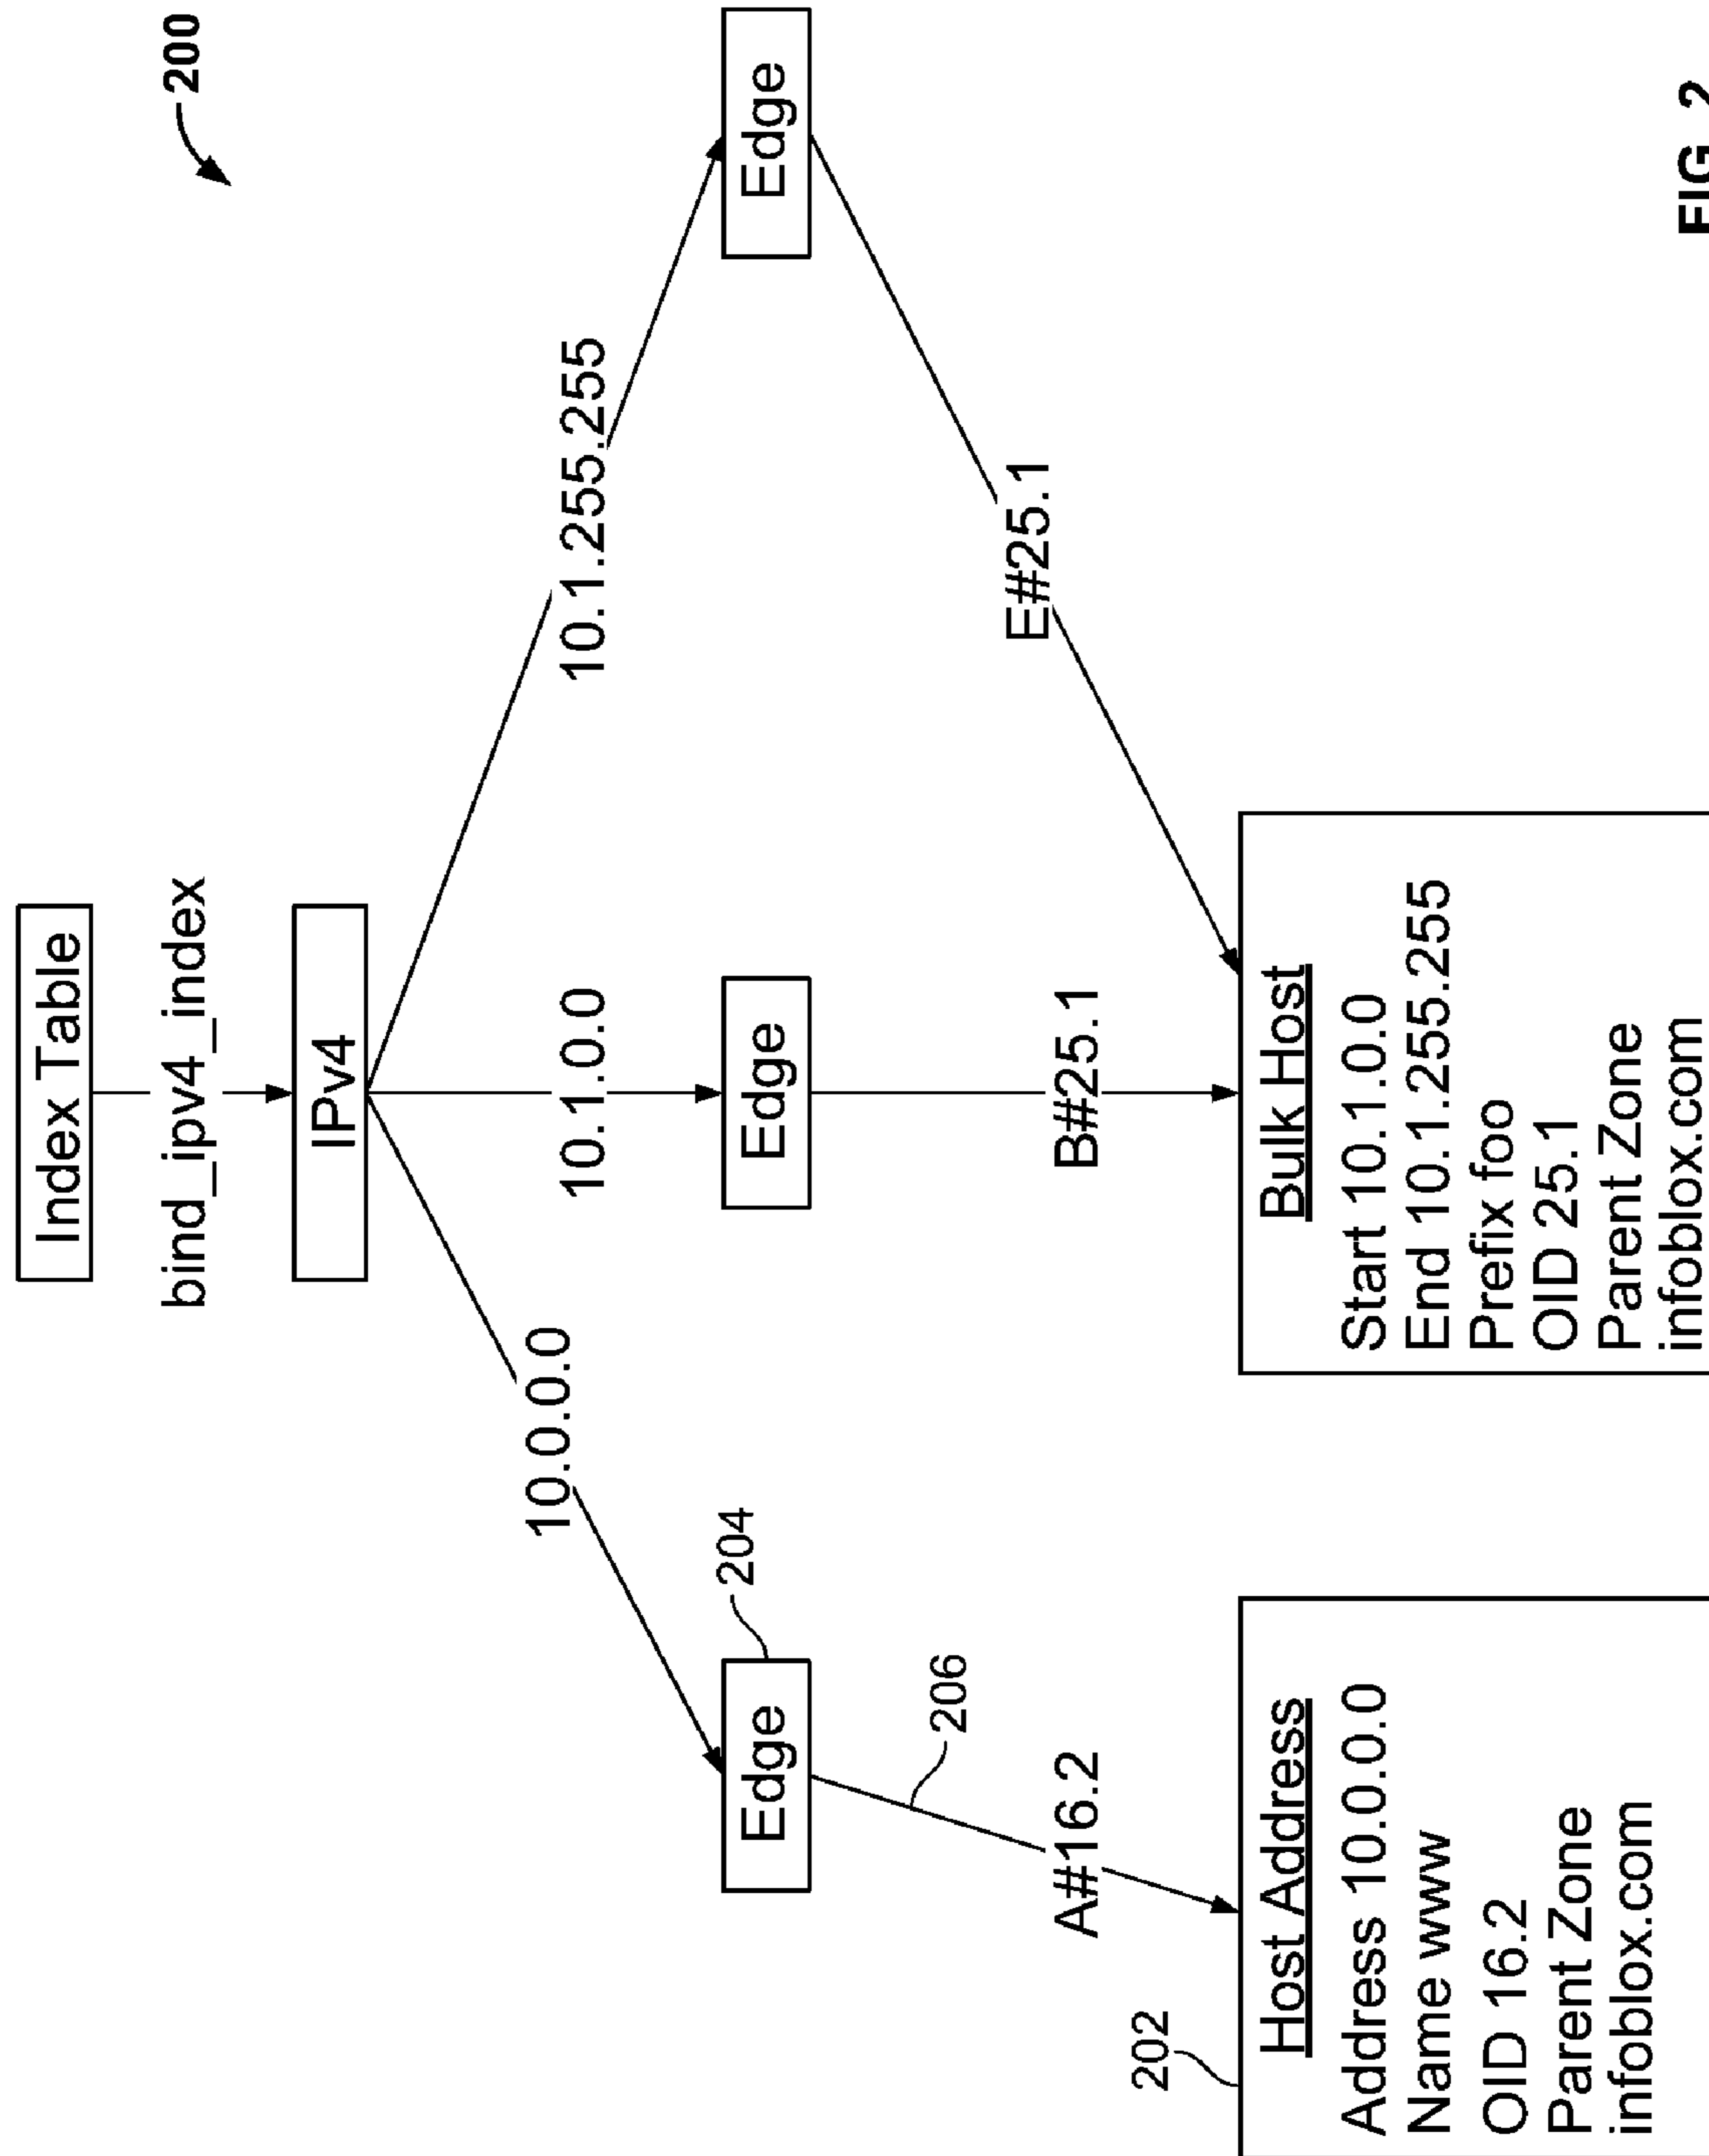 200
Index Table
bind_ipv4_index
IPv4
10.0.0.0
10.1.0.0
10.1.255.255
204
Edge
Edge
Edge
206
A#16.2
B#25.1
E#25.1
202
Host Address
Address 10.0.0.0
Name www
OID 16.2
Parent Zone
infoblox.com
Bulk Host
Start 10.1.0.0
End 10.1.255.255
Prefix foo
OID 25.1
Parent Zone
infoblox.com
FIG. 2